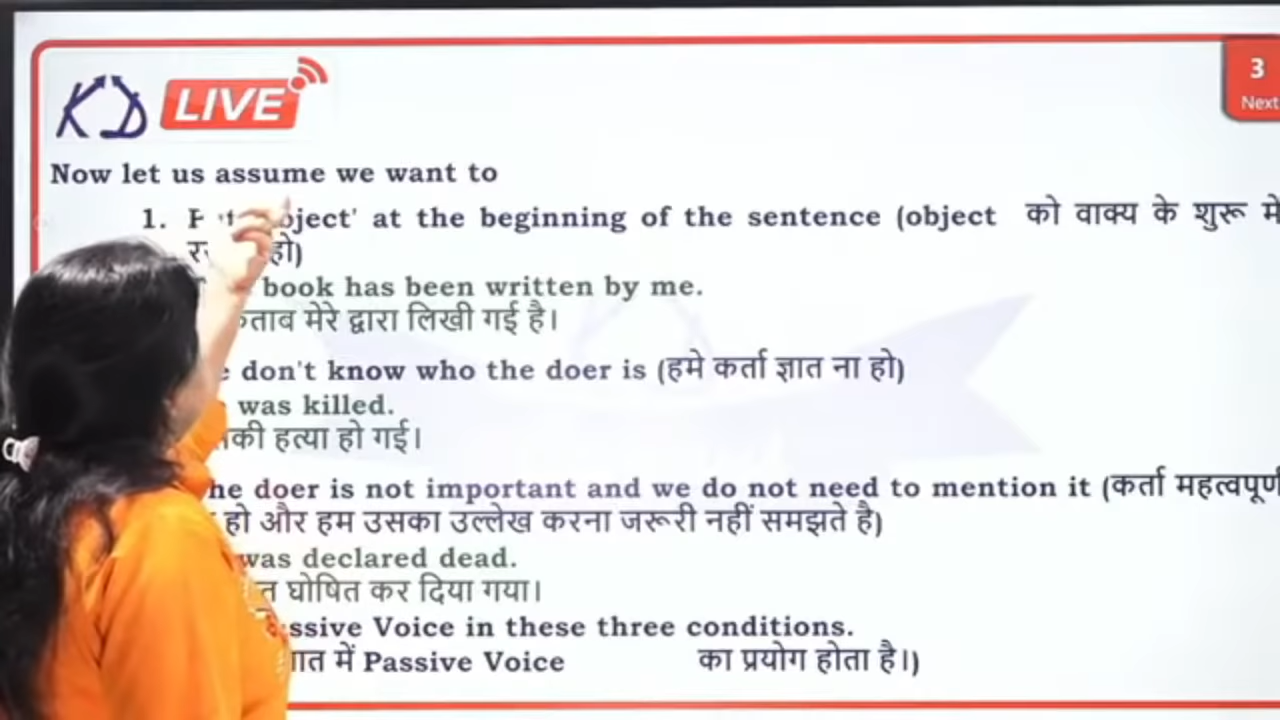 KD LIVE
3
Next
Now let us assume we want to
1. object' at the beginning of the sentence (object को वाक्य के शुरू में
हो)
book has been written by me.
मेरे द्वारा लिखी गई है।
don't know who the doer is (हमे कर्ता ज्ञात ना हो)
was killed.
हत्या हो गई।
doer is not important and we do not need to mention it (कर्ता महत्वपूर्ण
हो और हम उसका उल्लेख करना जरूरी नहीं समझते है)
was declared dead.
घोषित कर दिया गया।
Passive Voice in these three conditions.
में Passive Voice का प्रयोग होता है।)